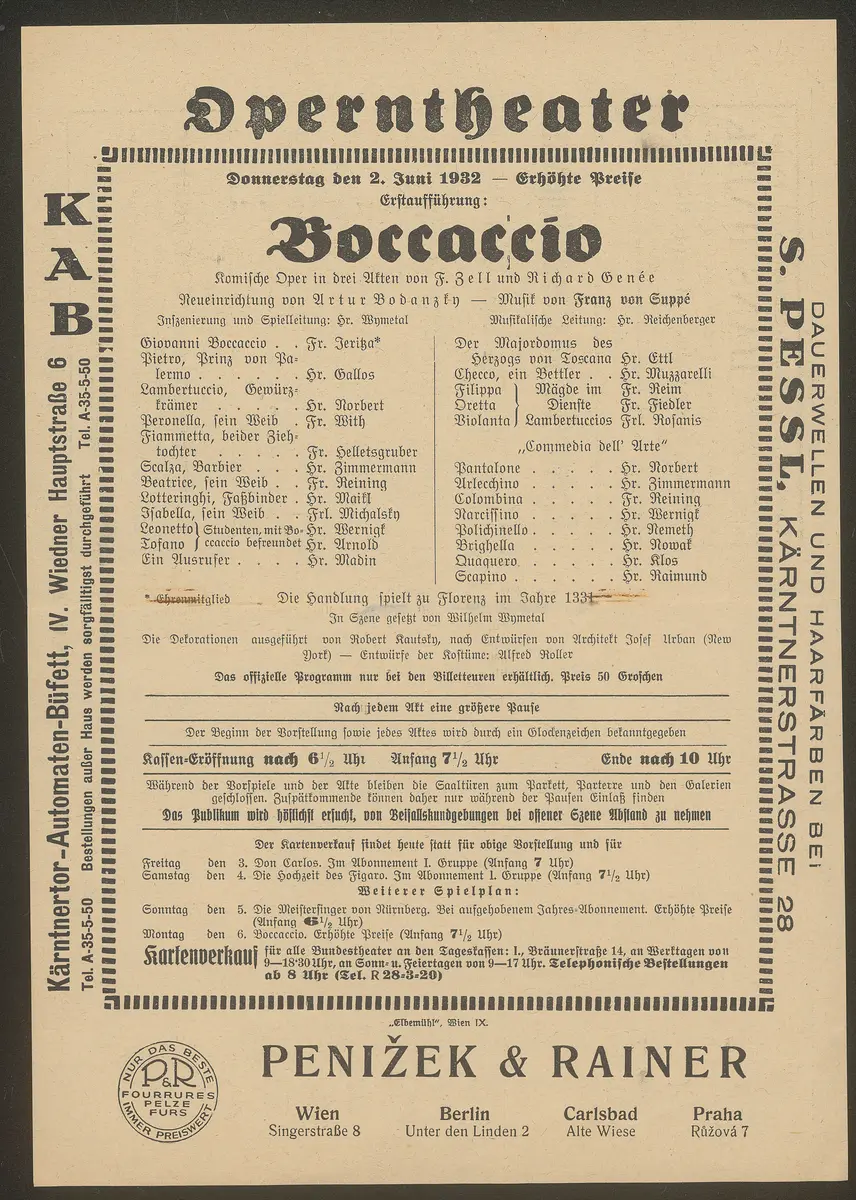 Operntheater
Donnerstag den 2. Juni 1932 — Erhöhte Preise
Erstaufführung:
Boccaccio
Komische Oper in drei Akten von F. Zell und Richard Genée
Neueinrichtung von Artur Bodanzky — Musik von Franz von Suppé
Inszenierung und Spielleitung: Hr. Wymetal
Musikalische Leitung: Hr. Reichenberger
Giovanni Boccaccio . . Fr. Jeritza*
Pietro, Prinz von Pa-
lermo . . . . . . Hr. Gallos
Lambertuccio, Gewürz-
krämer . . . . . Hr. Norbert
Peronella, sein Weib . Fr. With
Fiammetta, beider Zieh-
tochter . . . . . Fr. Helletsgruber
Scalza, Barbier . . . Hr. Zimmermann
Beatrice, sein Weib . . Fr. Reining
Lotteringhi, Faßbinder . Hr. Maikl
Isabella, sein Weib . . Frl. Michalsky
Leonetto } Studenten, mit Bo- Hr. Wernigk
Tofano } ccaccio befreundet Hr. Arnold
Ein Ausrufer . . . . Hr. Madin
Der Majordomus des
Herzogs von Toscana Hr. Ettl
Checco, ein Bettler . . Hr. Muzzarelli
Filippa } Mägde im Fr. Reim
Oretta } Dienste Fr. Fiedler
Violanta } Lambertuccios Frl. Rosanis
„Commedia dell' Arte"
Pantalone . . . . . Hr. Norbert
Arlecchino . . . . . Hr. Zimmermann
Colombina . . . . . Fr. Reining
Narcissino . . . . . Hr. Wernigk
Polichinello . . . . . Hr. Nemeth
Brighella . . . . . Hr. Nowak
Quaquero . . . . . Hr. Klos
Scapino . . . . . . Hr. Raimund
* Ehrenmitglied
Die Handlung spielt zu Florenz im Jahre 1331
In Szene gesetzt von Wilhelm Wymetal
Die Dekorationen ausgeführt von Robert Kautsky, nach Entwürfen von Architekt Josef Urban (New
York) — Entwürfe der Kostüme: Alfred Roller
Das offizielle Programm nur bei den Billetteuren erhältlich. Preis 50 Groschen
Nach jedem Akt eine größere Pause
Der Beginn der Vorstellung sowie jedes Aktes wird durch ein Glockenzeichen bekanntgegeben
Kassen-Eröffnung nach 6½ Uhr Anfang 7½ Uhr Ende nach 10 Uhr
Während der Vorspiele und der Akte bleiben die Saaltüren zum Parkett, Parterre und den Galerien
geschlossen. Zuspätkommende können daher nur während der Pausen Einlaß finden
Das Publikum wird höflichst ersucht, von Beifallskundgebungen bei offener Szene Abstand zu nehmen
Der Kartenverkauf findet heute statt für obige Vorstellung und für
Freitag den 3. Don Carlos. Im Abonnement I. Gruppe (Anfang 7 Uhr)
Samstag den 4. Die Hochzeit des Figaro. Im Abonnement I. Gruppe (Anfang 7½ Uhr)
Weiterer Spielplan:
Sonntag den 5. Die Meistersinger von Nürnberg. Bei aufgehobenem Jahres-Abonnement. Erhöhte Preise
(Anfang 6½ Uhr)
Montag den 6. Boccaccio. Erhöhte Preise (Anfang 7½ Uhr)
Kartenverkauf für alle Bundestheater an den Tageskassen: I., Bräunerstraße 14, an Werktagen von
9—18·30 Uhr, an Sonn- u. Feiertagen von 9—17 Uhr. Telephonische Bestellungen
ab 8 Uhr (Tel. R 28-3-20)
„Elbemühl", Wien IX.
KAB
Kärntnertor-Automaten-Büfett, IV. Wiedner Hauptstraße 6
Tel. A-35-5-50 Bestellungen außer Haus werden sorgfältigst durchgeführt Tel. A-35-5-50
DAUERWELLEN UND HAARFÄRBEN BEI
S. PESSL, KÄRNTNERSTRASSE 28
NUR DAS BESTE
P&R
FOURRURES
PELZE
FURS
IMMER PREISWERT
PENIŽEK & RAINER
Wien Berlin Carlsbad Praha
Singerstraße 8 Unter den Linden 2 Alte Wiese Růžová 7